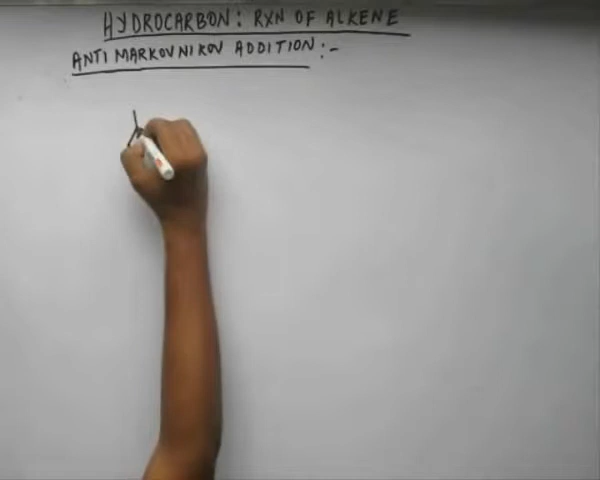 HYDROCARBON: RXN OF ALKENE
ANTI MARKOVNIKOV ADDITION :-